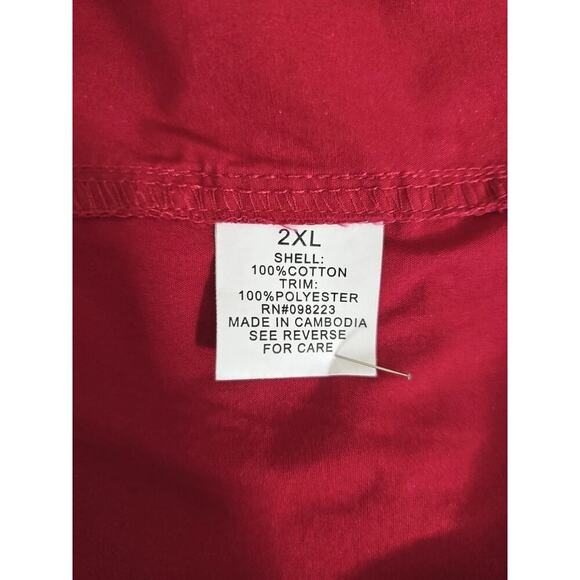 2XL
SHELL:
100%COTTON
TRIM:
100%POLYESTER
RN#098223
MADE IN CAMBODIA
SEE REVERSE
FOR CARE